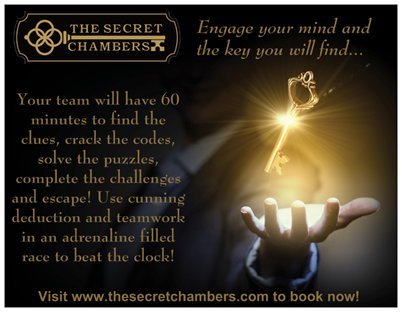 THE SECRET
CHAMBERS
Engage your mind and
the key you will find...
Your team will have 60
minutes to find the
clues, crack the codes,
solve the puzzles,
complete the challenges
and escape! Use cunning
deduction and teamwork
in an adrenaline filled
race to beat the clock!
Visit www.thesecretchambers.com to book now!